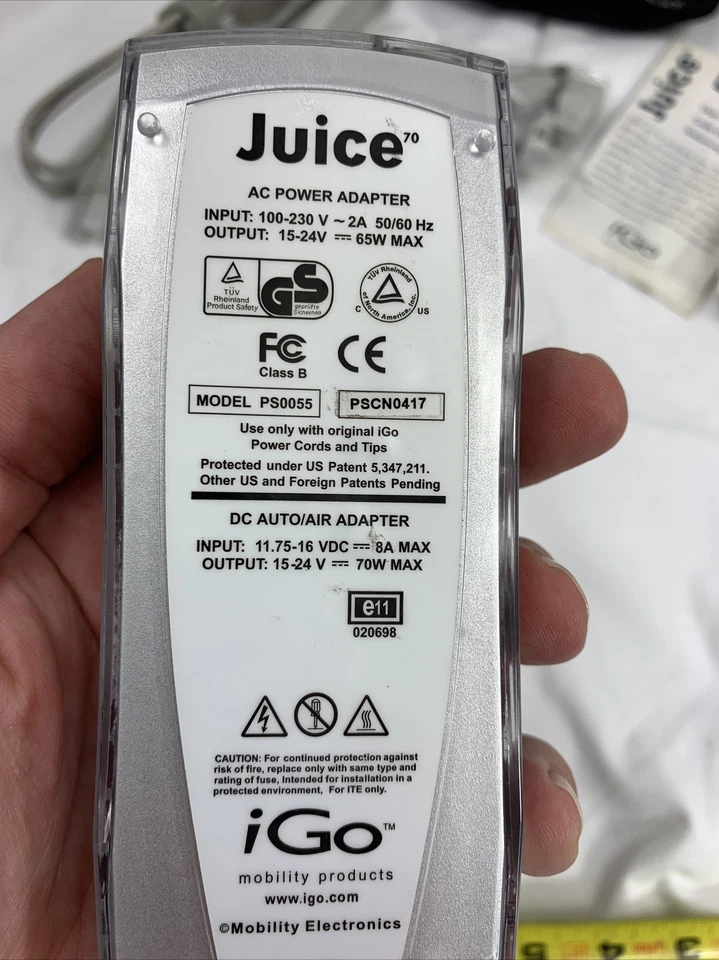 Juice70
AC POWER ADAPTER
INPUT: 100-230 V ~ 2A 50/60 Hz
OUTPUT: 15-24V ⎓ 65W MAX
TÜV
Rheinland
Product Safety
GS
geprüfte
Sicherheit
TÜV Rheinland
of North America, Inc.
C US
FC
Class B
CE
MODEL PS0055
PSCN0417
Use only with original iGo
Power Cords and Tips
Protected under US Patent 5,347,211.
Other US and Foreign Patents Pending
DC AUTO/AIR ADAPTER
INPUT: 11.75-16 VDC ⎓ 8A MAX
OUTPUT: 15-24 V ⎓ 70W MAX
e11
020698
CAUTION: For continued protection against
risk of fire, replace only with same type and
rating of fuse, Intended for installation in a
protected environment, For ITE only.
iGo™
mobility products
www.igo.com
©Mobility Electronics
Juice
iGo
5 4 3